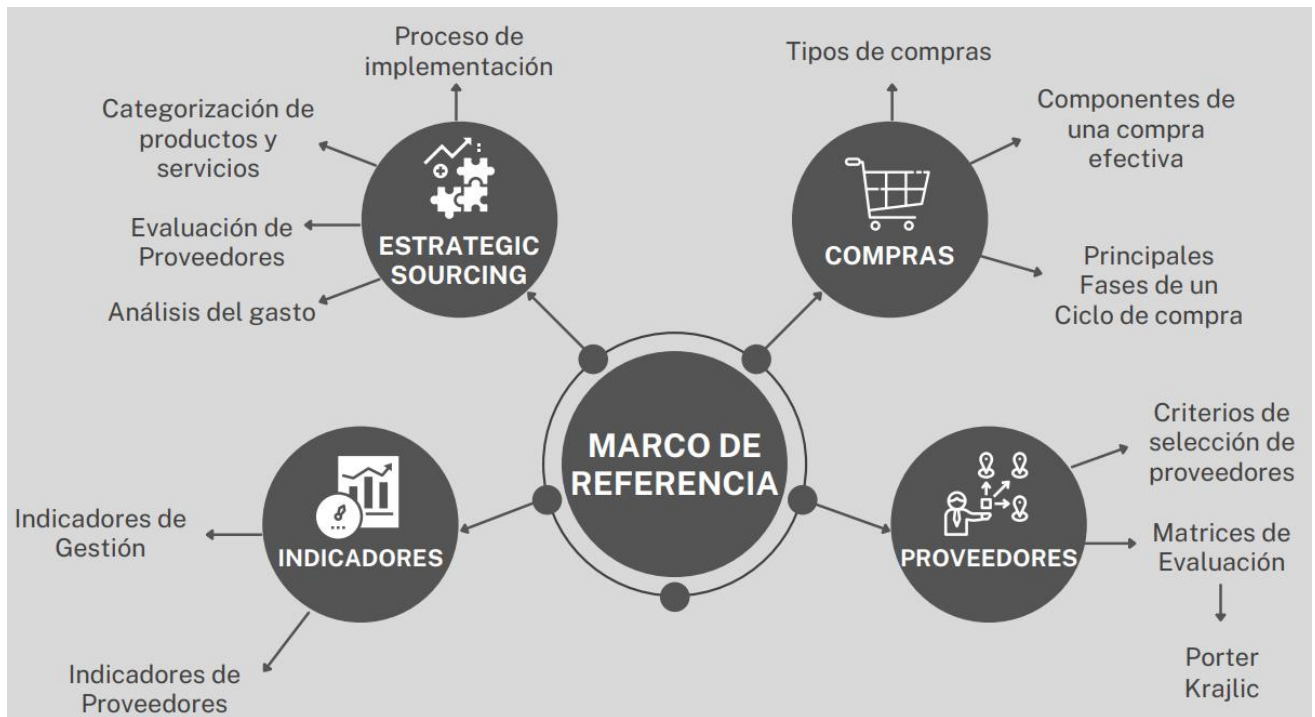 Proceso de
implementación
Categorización de
productos y
servicios
Evaluación de
Proveedores
Análisis del gasto
ESTRATEGIC
SOURCING
Tipos de compras
Componentes de
una compra
efectiva
Principales
Fases de un
Ciclo de compra
COMPRAS
MARCO DE
REFERENCIA
INDICADORES
Indicadores de
Gestión
Indicadores de
Proveedores
PROVEEDORES
Criterios de
selección de
proveedores
Matrices de
Evaluación
Porter
Krajlic